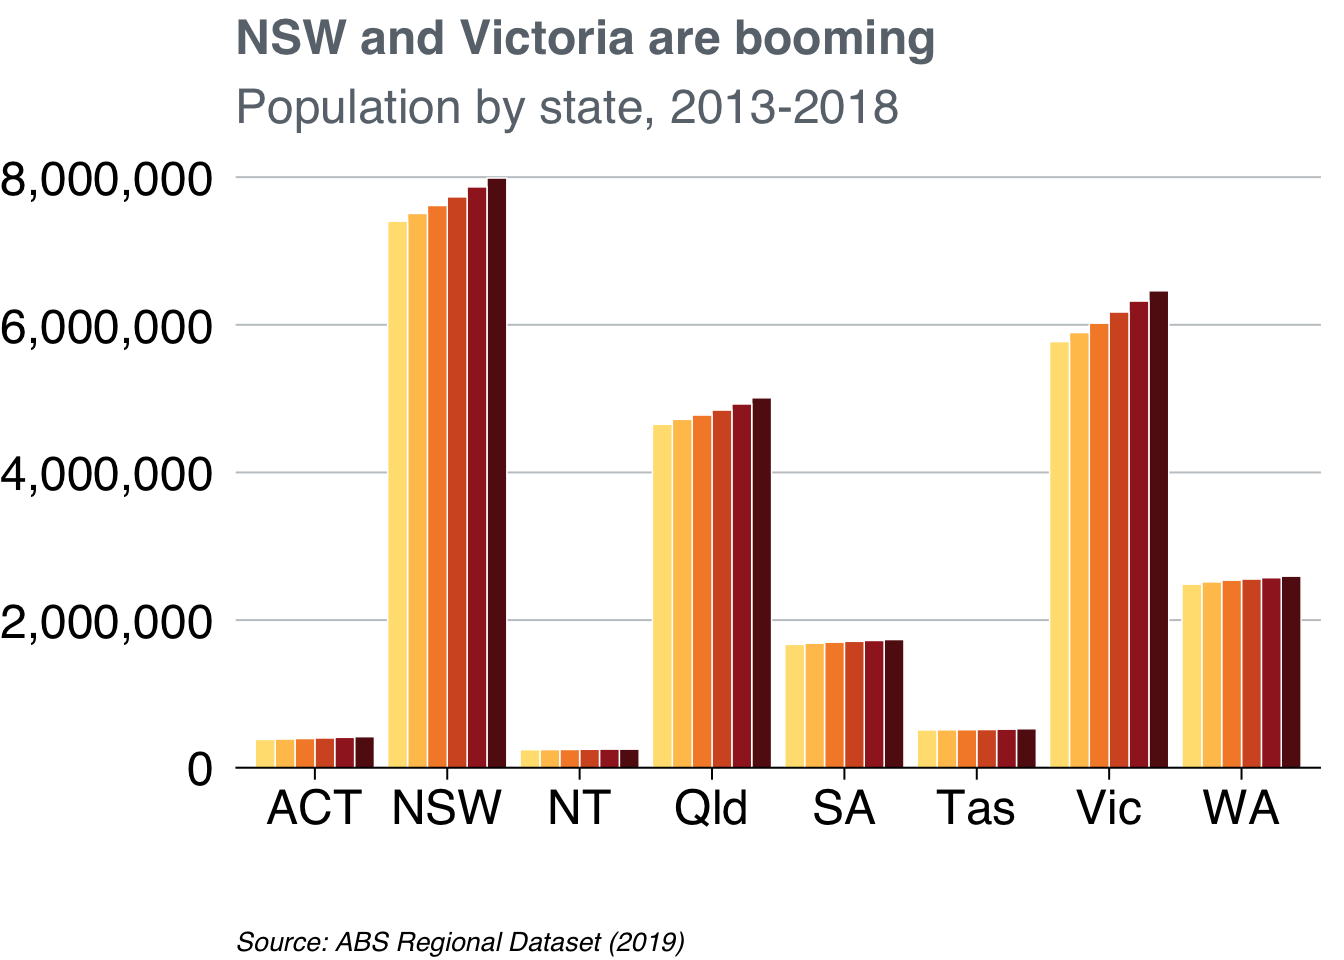 NSW and Victoria are booming
Population by state, 2013-2018
8,000,000
6,000,000
4,000,000
2,000,000
0
ACT NSW NT Qld SA Tas Vic WA
Source: ABS Regional Dataset (2019)